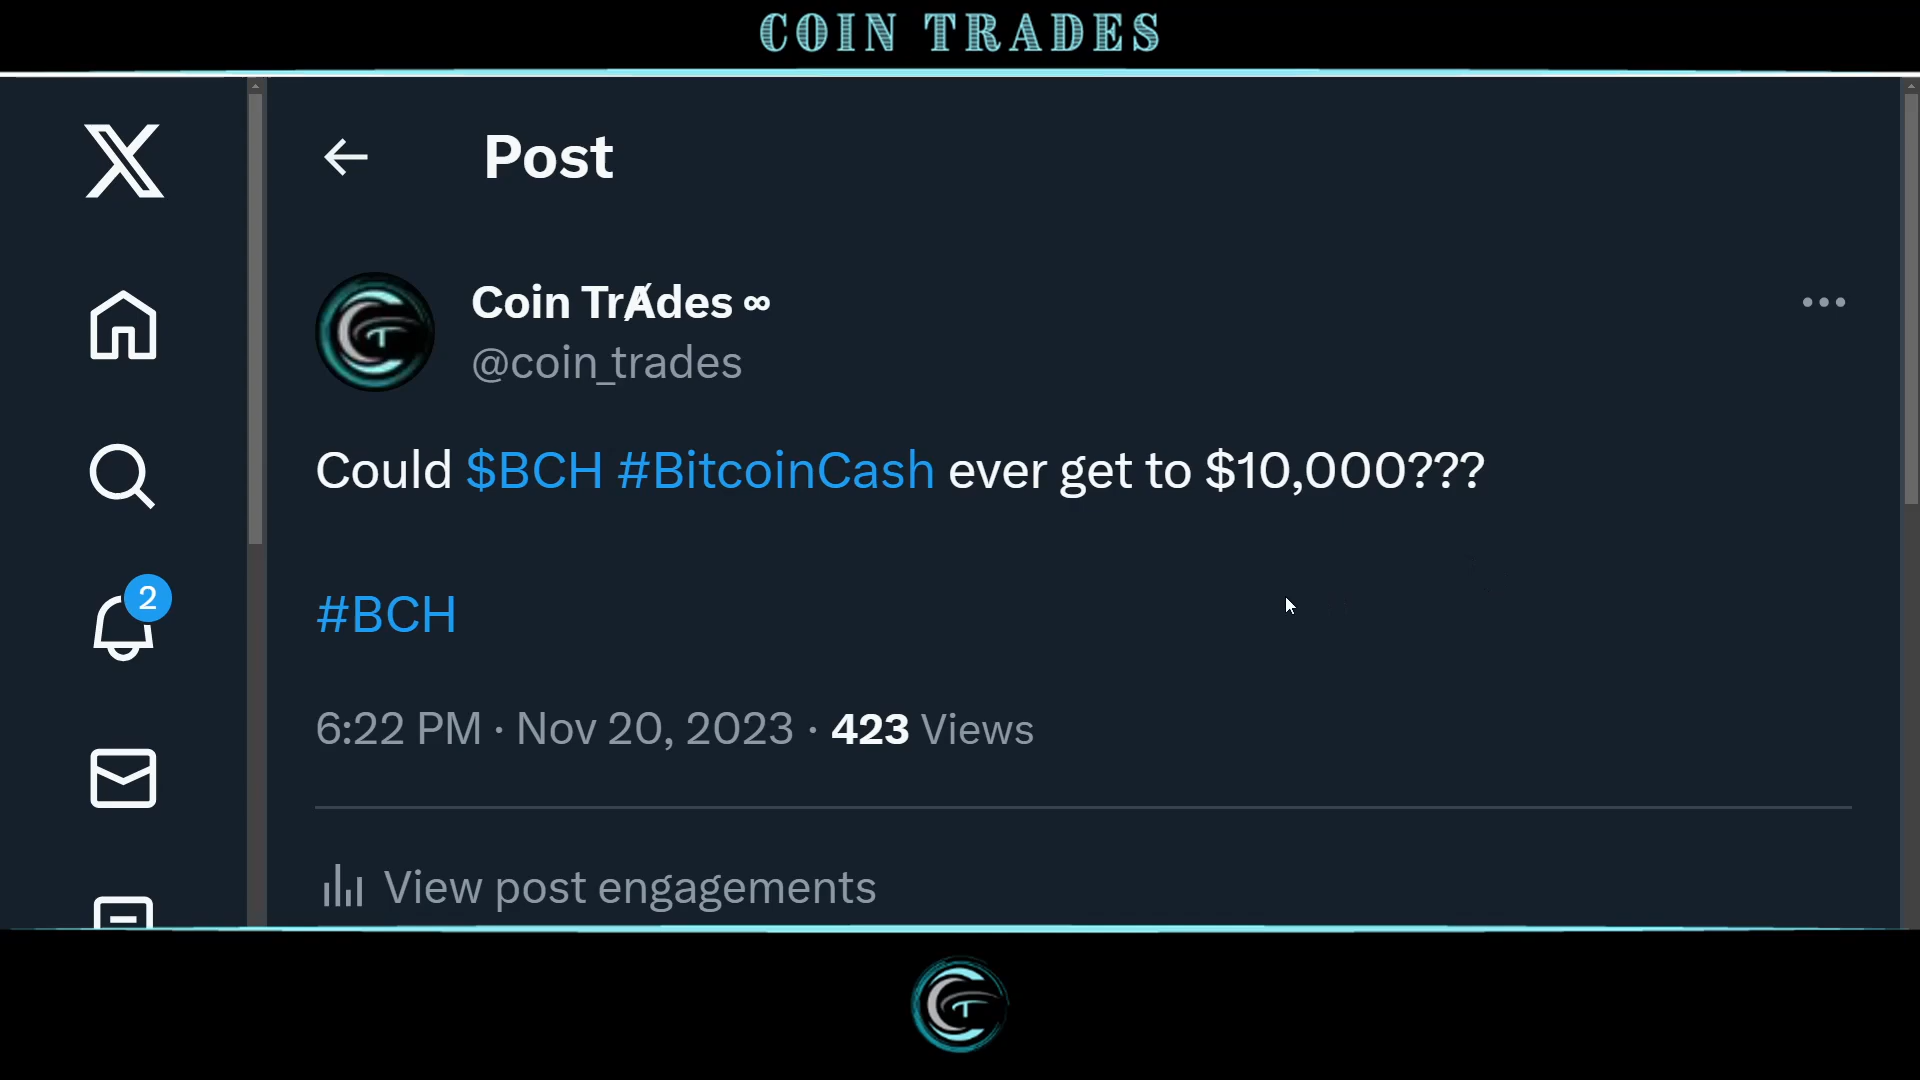 COIN TRADES
Post
Coin TrȺdes ∞
@coin_trades
Could $BCH #BitcoinCash ever get to $10,000???
2
#BCH
6:22 PM · Nov 20, 2023 · 423 Views
View post engagements